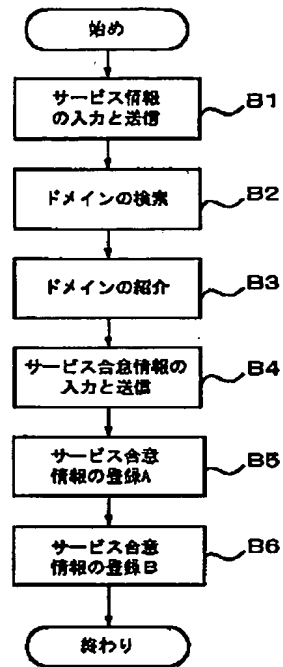 始め
サービス情報
の入力と送信
B1
ドメインの検索
B2
ドメインの紹介
B3
サービス合意情報の
入力と送信
B4
サービス合意
情報の登録A
B5
サービス合意
情報の登録B
B6
終わり